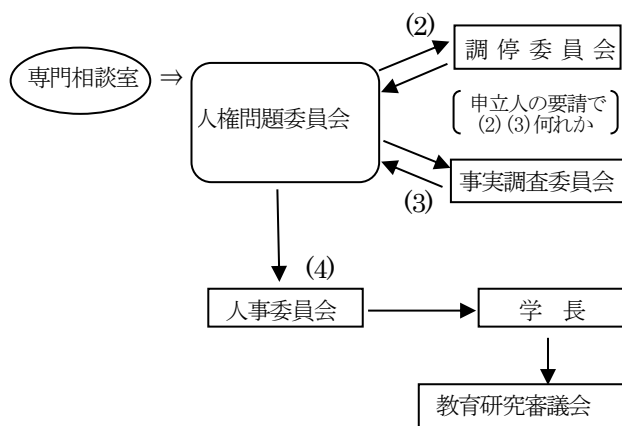 (2)
調 停 委 員 会
専門相談室 ⇒
人権問題委員会
申立人の要請で
(2) (3)何れか
事実調査委員会
(3)
(4)
人事委員会
学 長
教育研究審議会